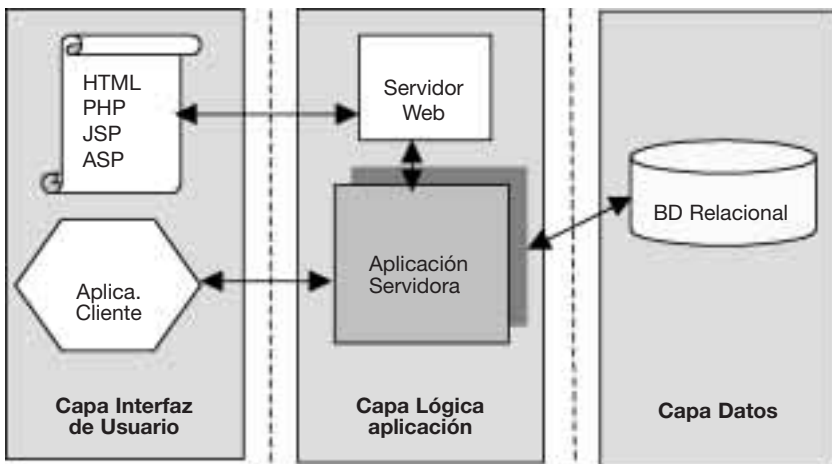 HTML
PHP
JSP
ASP
Aplica.
Cliente
Capa Interfaz
de Usuario
Servidor
Web
Aplicación
Servidora
Capa Lógica
aplicación
BD Relacional
Capa Datos